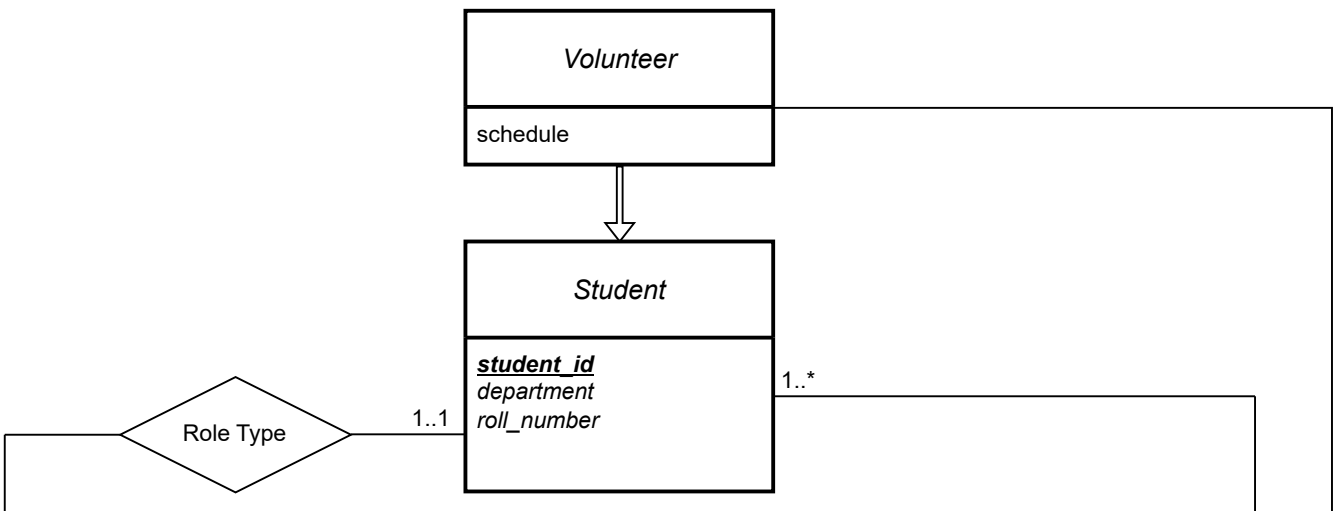 Volunteer
schedule
Student
student_id
department
roll_number
1..*
1..1
Role Type